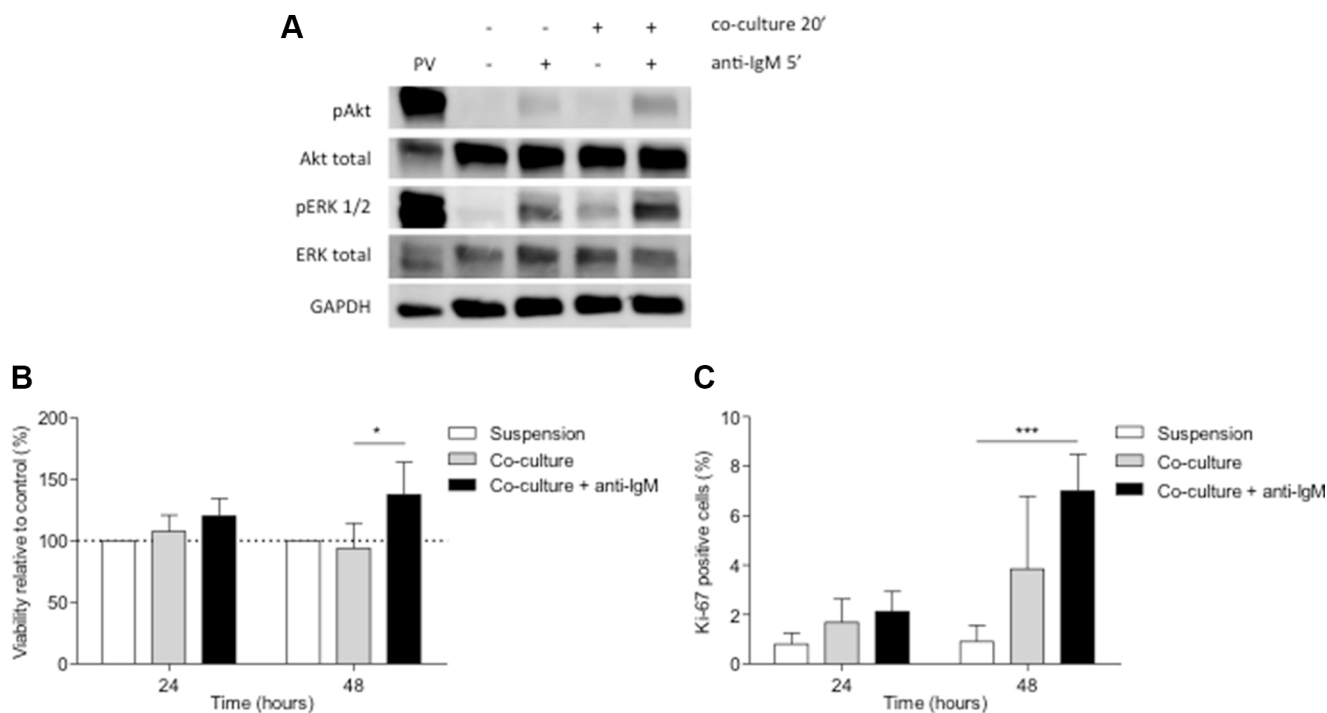 A
- - + + co-culture 20'
PV - + - + anti-IgM 5'
pAkt
Akt total
pERK 1/2
ERK total
GAPDH
B
Viability relative to control (%)
200
150
100
50
0
*
24 48
Time (hours)
Suspension
Co-culture
Co-culture + anti-IgM
C
Ki-67 positive cells (%)
10
8
6
4
2
0
***
24 48
Time (hours)
Suspension
Co-culture
Co-culture + anti-IgM